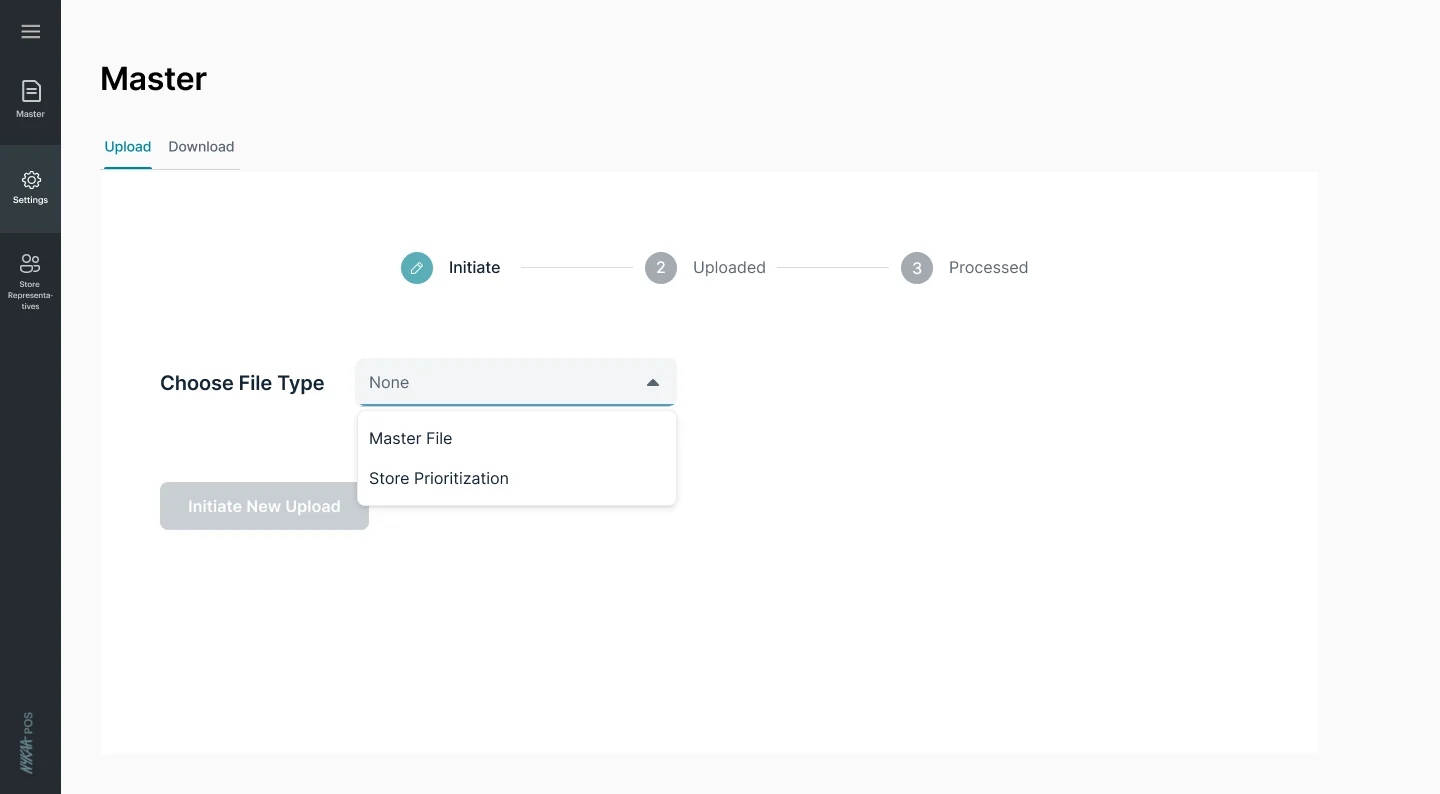 Master
Settings
Store
Representa-
tives
NYKAA POS
Master
Upload Download
Initiate 2 Uploaded 3 Processed
Choose File Type None
Master File
Store Prioritization
Initiate New Upload